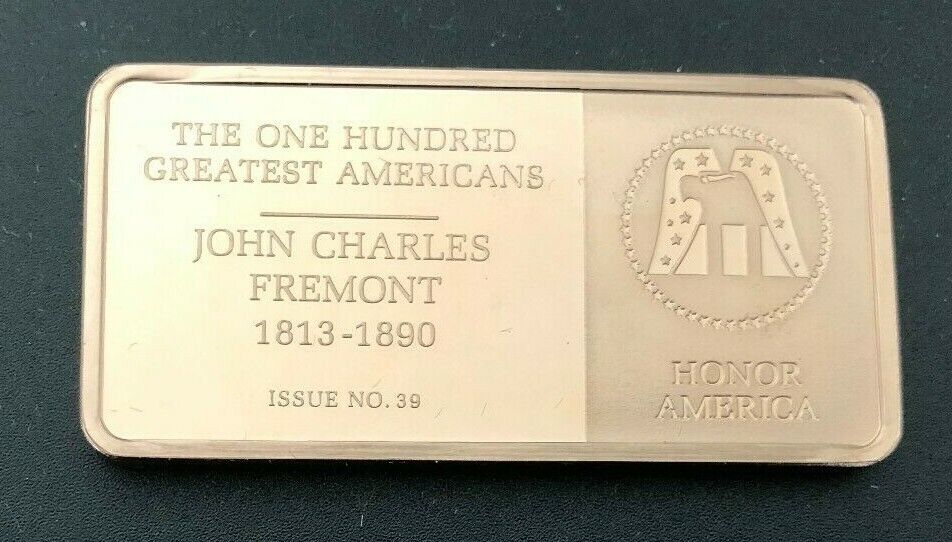 THE ONE HUNDRED
GREATEST AMERICANS
JOHN CHARLES
FREMONT
1813-1890
ISSUE NO. 39
HONOR
AMERICA